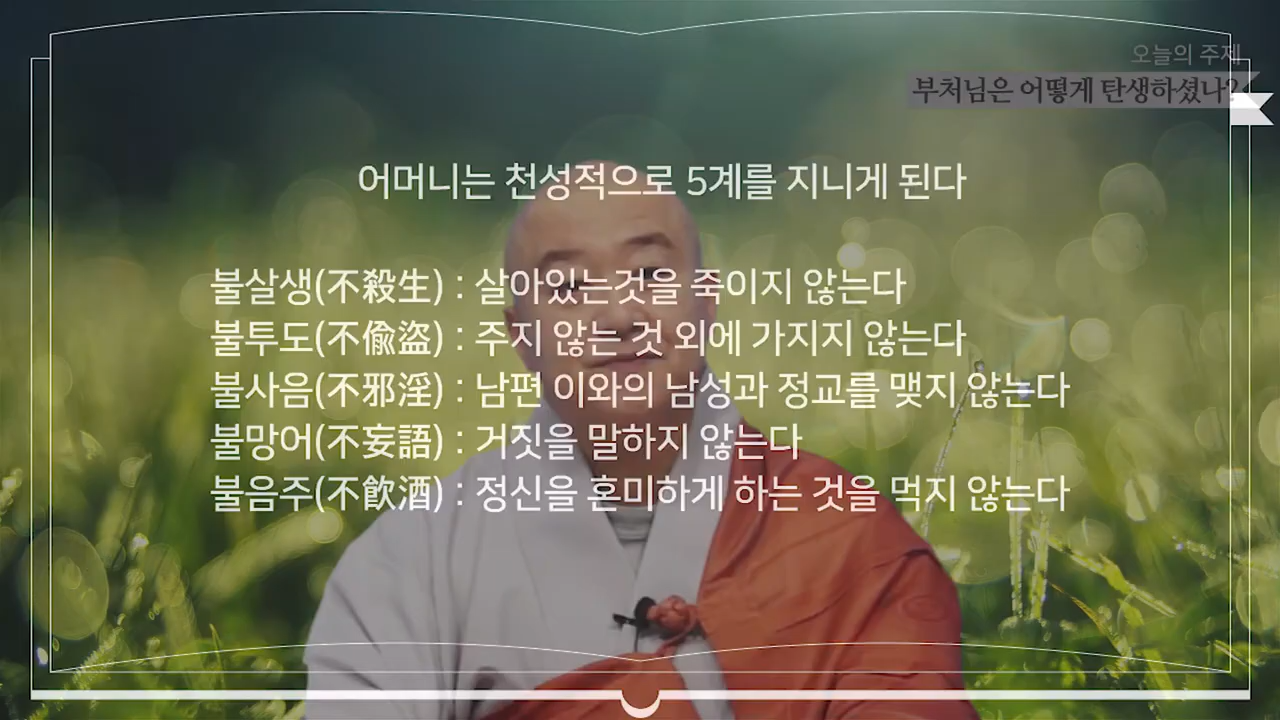 오늘의 주제
부처님은 어떻게 탄생하셨나?
어머니는 천성적으로 5계를 지니게 된다
불살생(不殺生) : 살아있는것을 죽이지 않는다
불투도(不偸盜) : 주지 않는 것 외에 가지지 않는다
불사음(不邪淫) : 남편 이와의 남성과 정교를 맺지 않는다
불망어(不妄語) : 거짓을 말하지 않는다
불음주(不飮酒) : 정신을 혼미하게 하는 것을 먹지 않는다